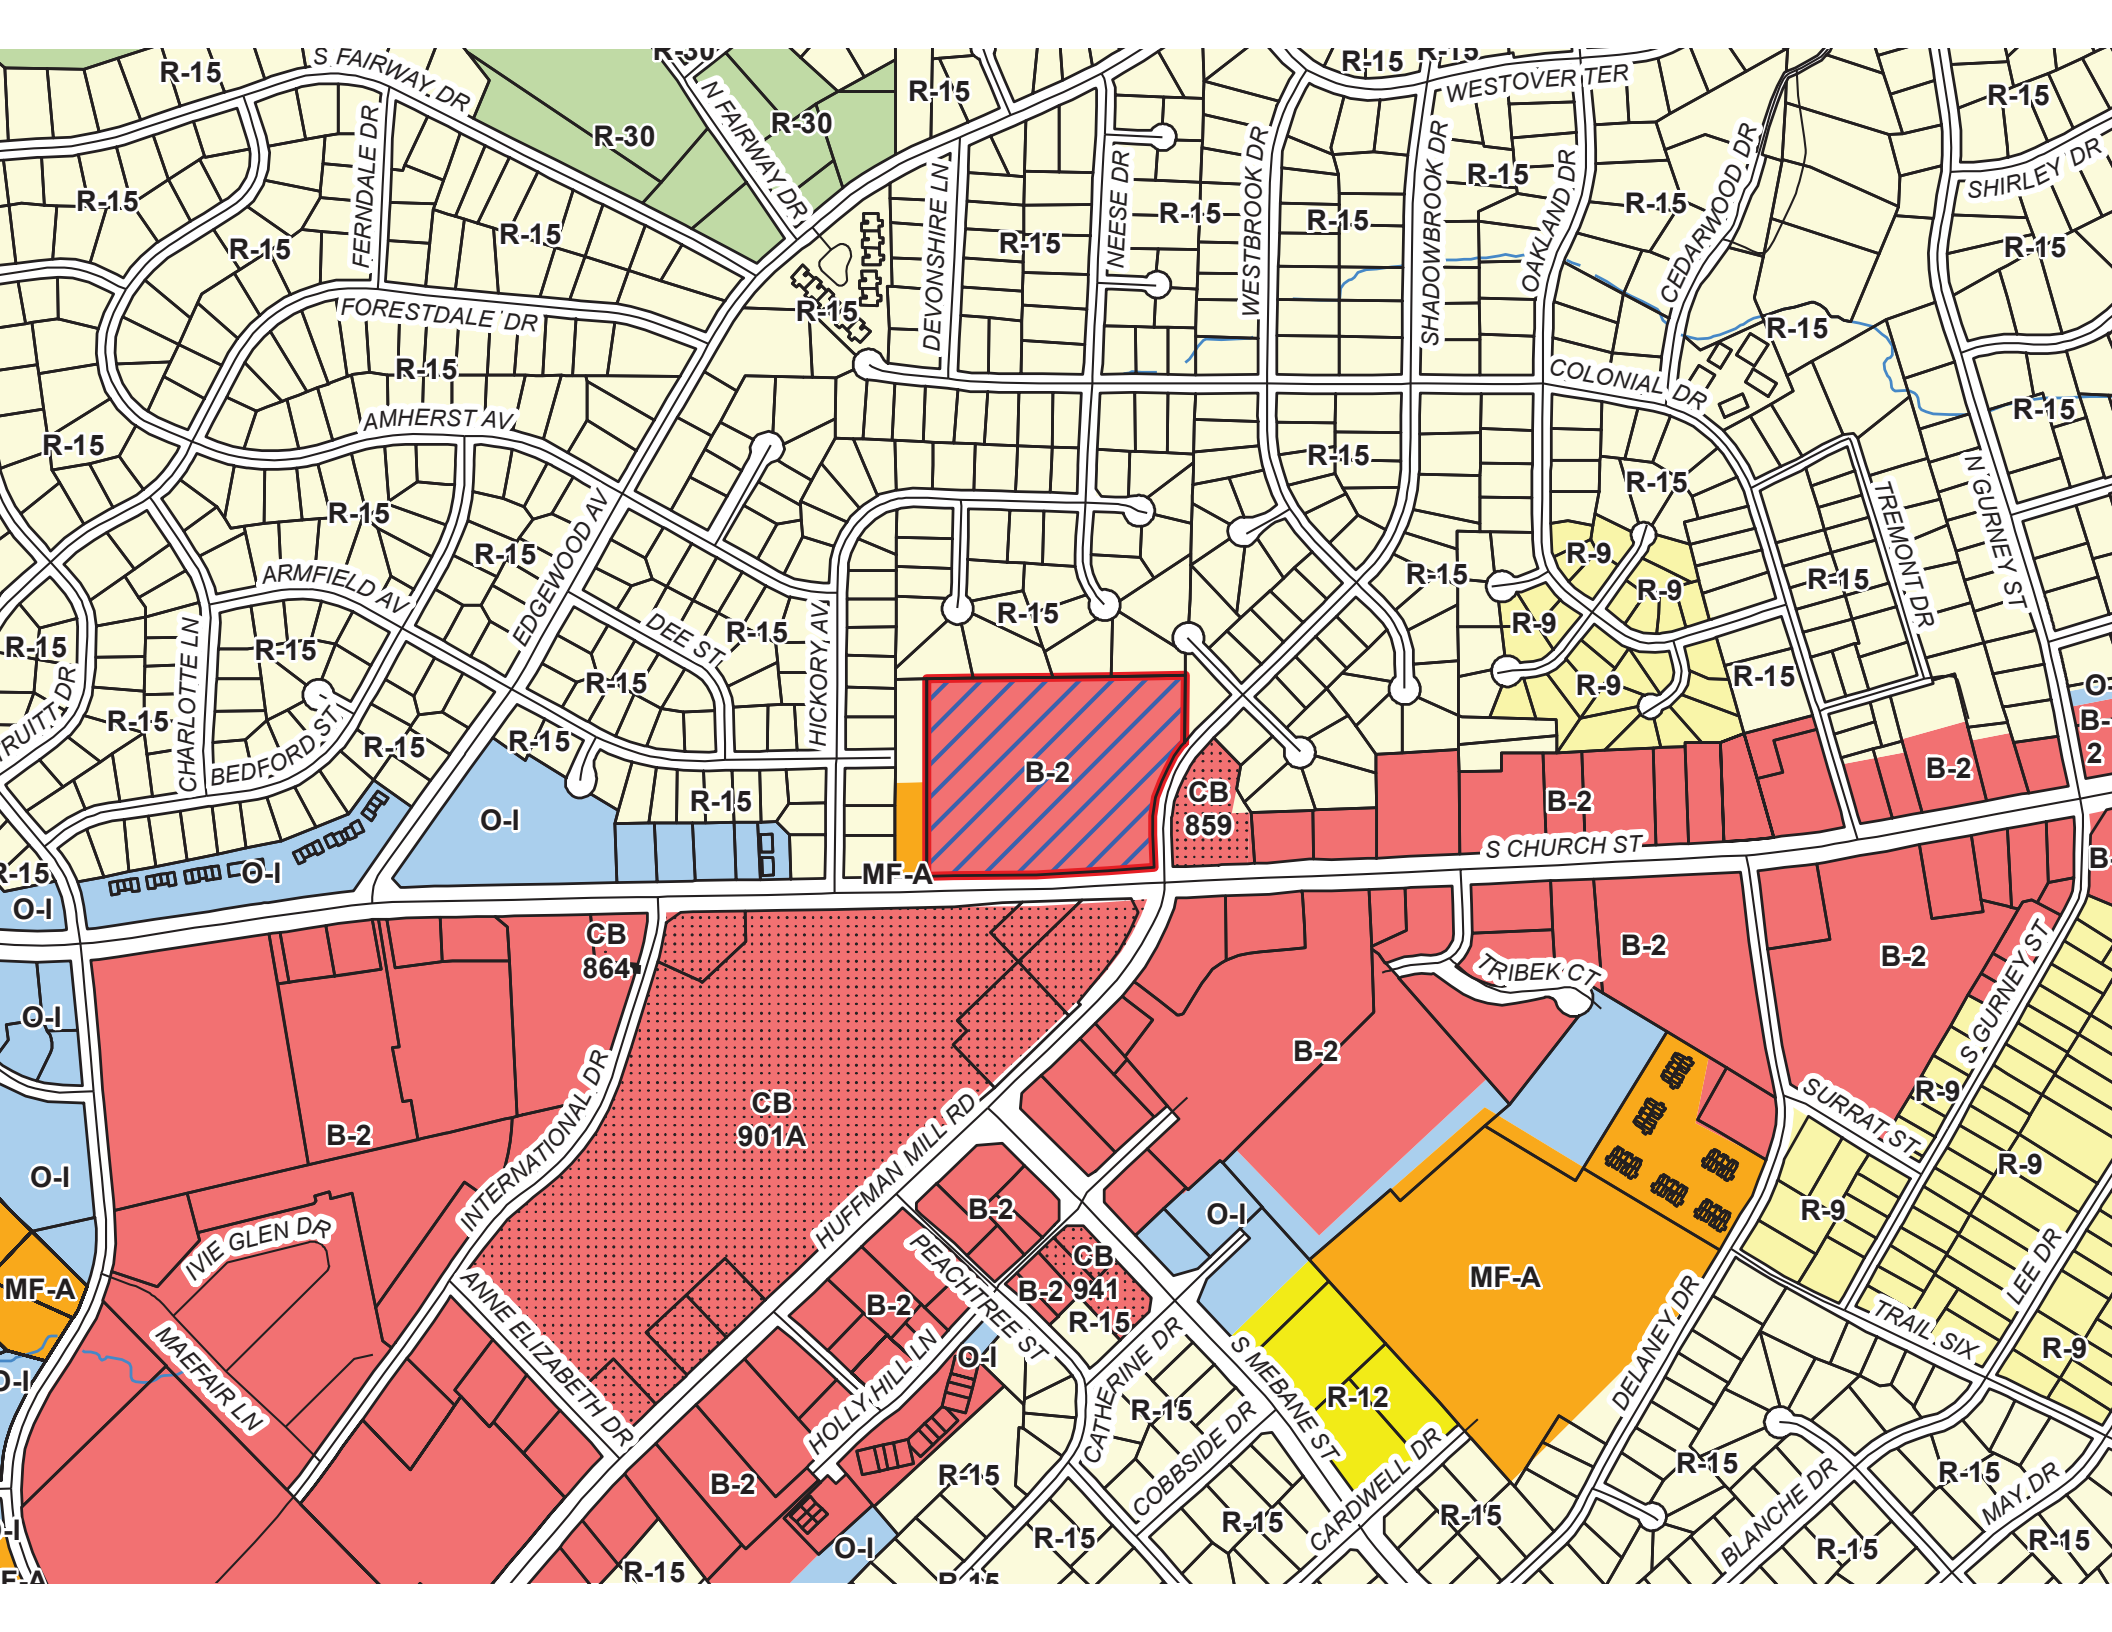 R-30
R-15
R-15
S FAIRWAY DR
R-15
WESTOVER TER
R-15
N FAIRWAY DR
R-15
R-30
R-30
SHIRLEY DR
FERNDALE DR
R-15
R-15
R-15
R-15
R-15
R-15
R-15
R-15
R-15
DEVONSHIRE LN
NEESE DR
WESTBROOK DR
SHADOWBROOK DR
OAKLAND DR
CEDARWOOD DR
R-15
FORESTDALE DR
R-15
R-15
R-15
COLONIAL DR
AMHERST AV
R-15
R-15
R-15
R-15
N GURNEY ST
R-15
R-15
EDGEWOOD AV
TREMONT DR
R-9
R-15
R-15
R-9
ARMFIELD AV
R-15
R-9
R-15
DEE ST
HICKORY AV
CHARLOTTE LN
R-15
R-15
R-15
R-9
R-15
O-
PRUITT DR
R-15
BEDFORD ST
R-15
R-15
B-2
B-2
B-2
CB
859
R-15
B-2
O-I
S CHURCH ST
R-15
O-I
MF-A
B-
O-I
CB
864
B-2
B-2
TRIBEK CT
S GURNEY ST
O-I
B-2
INTERNATIONAL DR
CB
901A
HUFFMAN MILL RD
R-9
SURRAT ST
B-2
R-9
O-I
B-2
O-I
R-9
IVIE GLEN DR
PEACHTREE ST
CB
941
B-2
MF-A
MF-A
LEE DR
ANNE ELIZABETH DR
B-2
R-15
DELANEY DR
TRAIL SIX
MAEFAIR LN
HOLLY HILL LN
O-I
CATHERINE DR
S MEBANE ST
R-9
O-I
R-12
R-15
COBBSIDE DR
CARDWELL DR
R-15
R-15
R-15
B-2
BLANCHE DR
MAY DR
R-15
R-15
R-15
R-15
R-15
-I
O-I
R-15
F-A
R-15